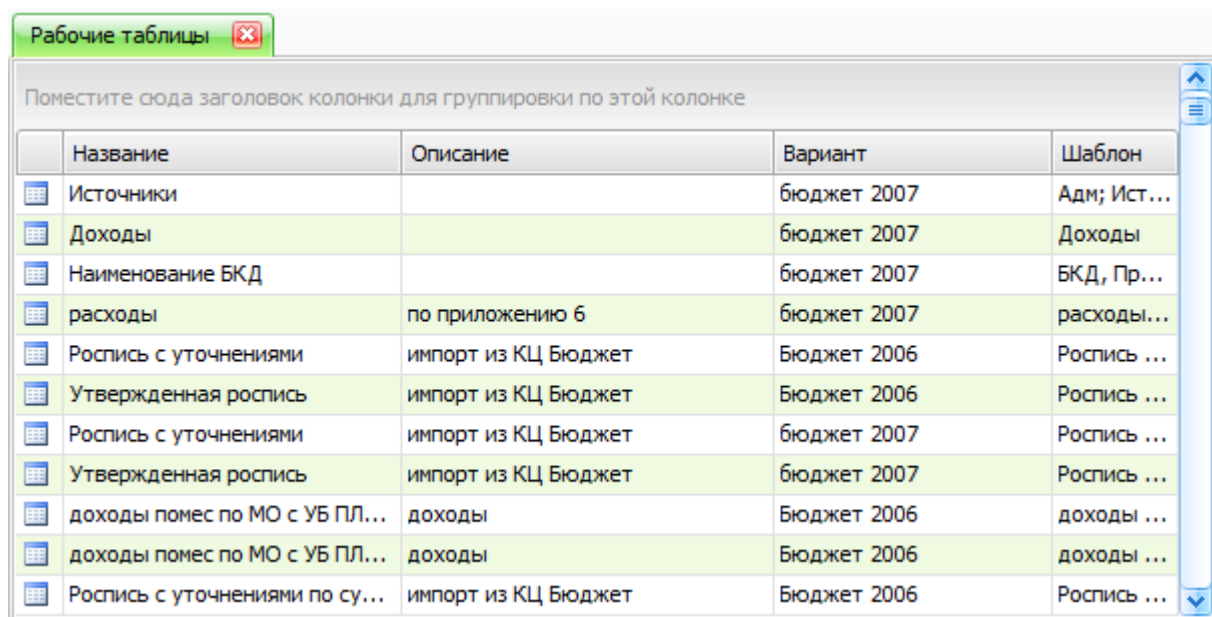 Рабочие таблицы
Поместите сюда заголовок колонки для группировки по этой колонке
Название Описание Вариант Шаблон
Источники бюджет 2007 Адм; Ист...
Доходы бюджет 2007 Доходы
Наименование БКД бюджет 2007 БКД, Пр...
расходы по приложению 6 бюджет 2007 расходы...
Роспись с уточнениями импорт из КЦ Бюджет Бюджет 2006 Роспись ...
Утвержденная роспись импорт из КЦ Бюджет Бюджет 2006 Роспись ...
Роспись с уточнениями импорт из КЦ Бюджет бюджет 2007 Роспись ...
Утвержденная роспись импорт из КЦ Бюджет бюджет 2007 Роспись ...
доходы помес по МО с УБ ПЛ... доходы Бюджет 2006 доходы ...
доходы помес по МО с УБ ПЛ... доходы Бюджет 2006 доходы ...
Роспись с уточнениями по су... импорт из КЦ Бюджет Бюджет 2006 Роспись ...